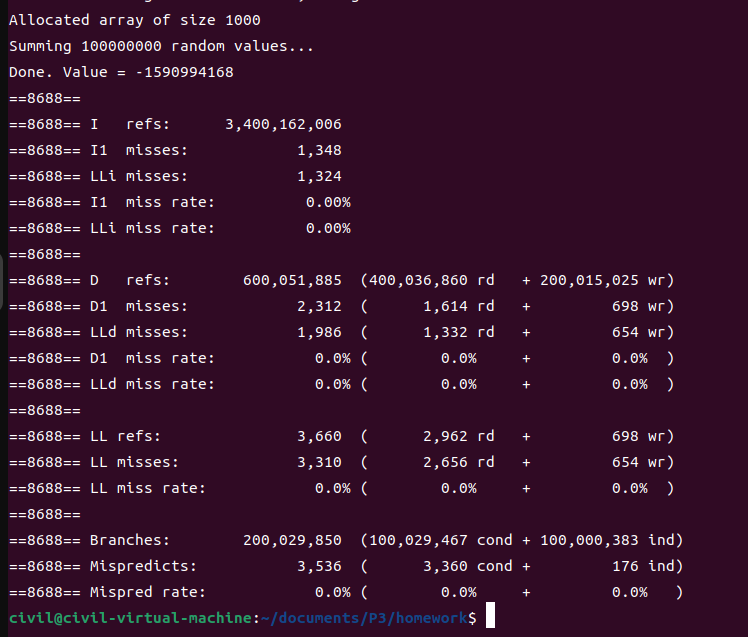 Allocated array of size 1000
Summing 100000000 random values...
Done. Value = -1590994168
==8688==
==8688== I   refs:      3,400,162,006
==8688== I1  misses:            1,348
==8688== LLi misses:            1,324
==8688== I1  miss rate:          0.00%
==8688== LLi miss rate:          0.00%
==8688==
==8688== D   refs:        600,051,885  (400,036,860 rd   + 200,015,025 wr)
==8688== D1  misses:            2,312  (      1,614 rd   +         698 wr)
==8688== LLd misses:            1,986  (      1,332 rd   +         654 wr)
==8688== D1  miss rate:           0.0% (        0.0%     +         0.0%  )
==8688== LLd miss rate:           0.0% (        0.0%     +         0.0%  )
==8688==
==8688== LL refs:               3,660  (      2,962 rd   +         698 wr)
==8688== LL misses:             3,310  (      2,656 rd   +         654 wr)
==8688== LL miss rate:            0.0% (        0.0%     +         0.0%  )
==8688==
==8688== Branches:        200,029,850  (100,029,467 cond + 100,000,383 ind)
==8688== Mispredicts:           3,536  (      3,360 cond +         176 ind)
==8688== Mispred rate:            0.0% (        0.0%     +         0.0%   )
civil@civil-virtual-machine:~/documents/P3/homework$